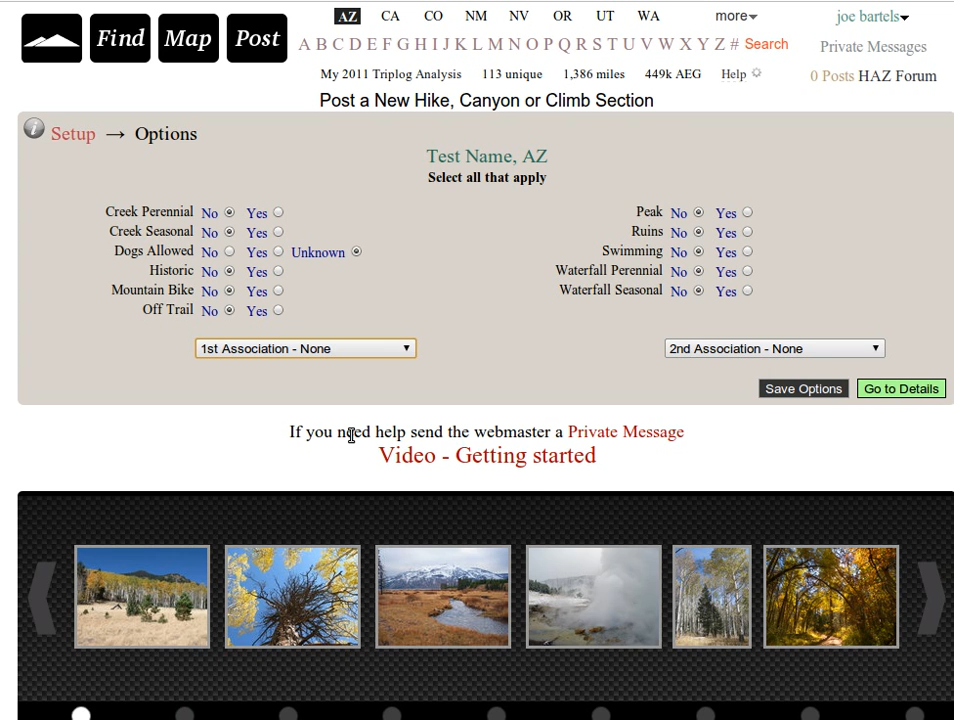 Find Map Post
AZ CA CO NM NV OR UT WA more
joe bartels
A B C D E F G H I J K L M N O P Q R S T U V W X Y Z # Search
Private Messages
My 2011 Triplog Analysis 113 unique 1,386 miles 449k AEG Help
0 Posts HAZ Forum
Post a New Hike, Canyon or Climb Section
i Setup → Options
Test Name, AZ
Select all that apply
Creek Perennial No Yes
Creek Seasonal No Yes
Dogs Allowed No Yes Unknown
Historic No Yes
Mountain Bike No Yes
Off Trail No Yes
Peak No Yes
Ruins No Yes
Swimming No Yes
Waterfall Perennial No Yes
Waterfall Seasonal No Yes
1st Association - None
2nd Association - None
Save Options Go to Details
If you need help send the webmaster a Private Message
Video - Getting started